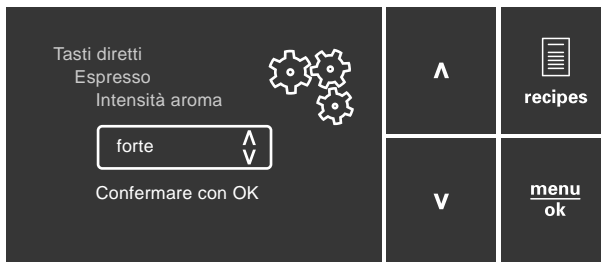 Tasti diretti
Espresso
Intensità aroma
forte
Confermare con OK
recipes
menu
ok